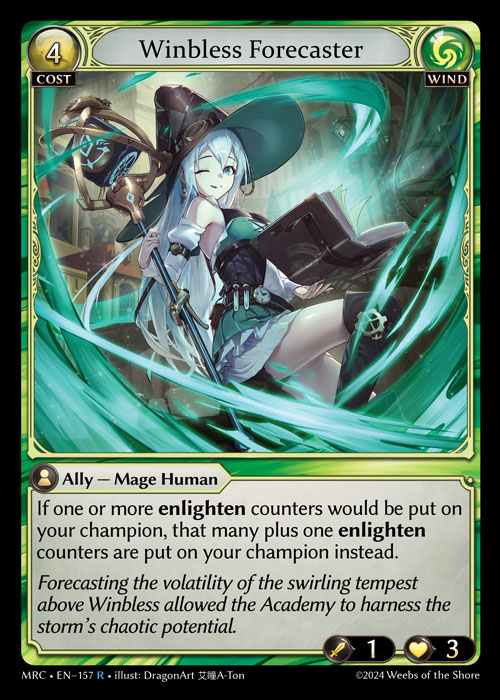 4
Winbless Forecaster
COST
WIND
Ally — Mage Human
If one or more enlighten counters would be put on
your champion, that many plus one enlighten
counters are put on your champion instead.
Forecasting the volatility of the swirling tempest
above Winbless allowed the Academy to harness the
storm's chaotic potential.
1
3
MRC • EN–157 R • illust: DragonArt 艾瞳A-Ton
©2024 Weebs of the Shore